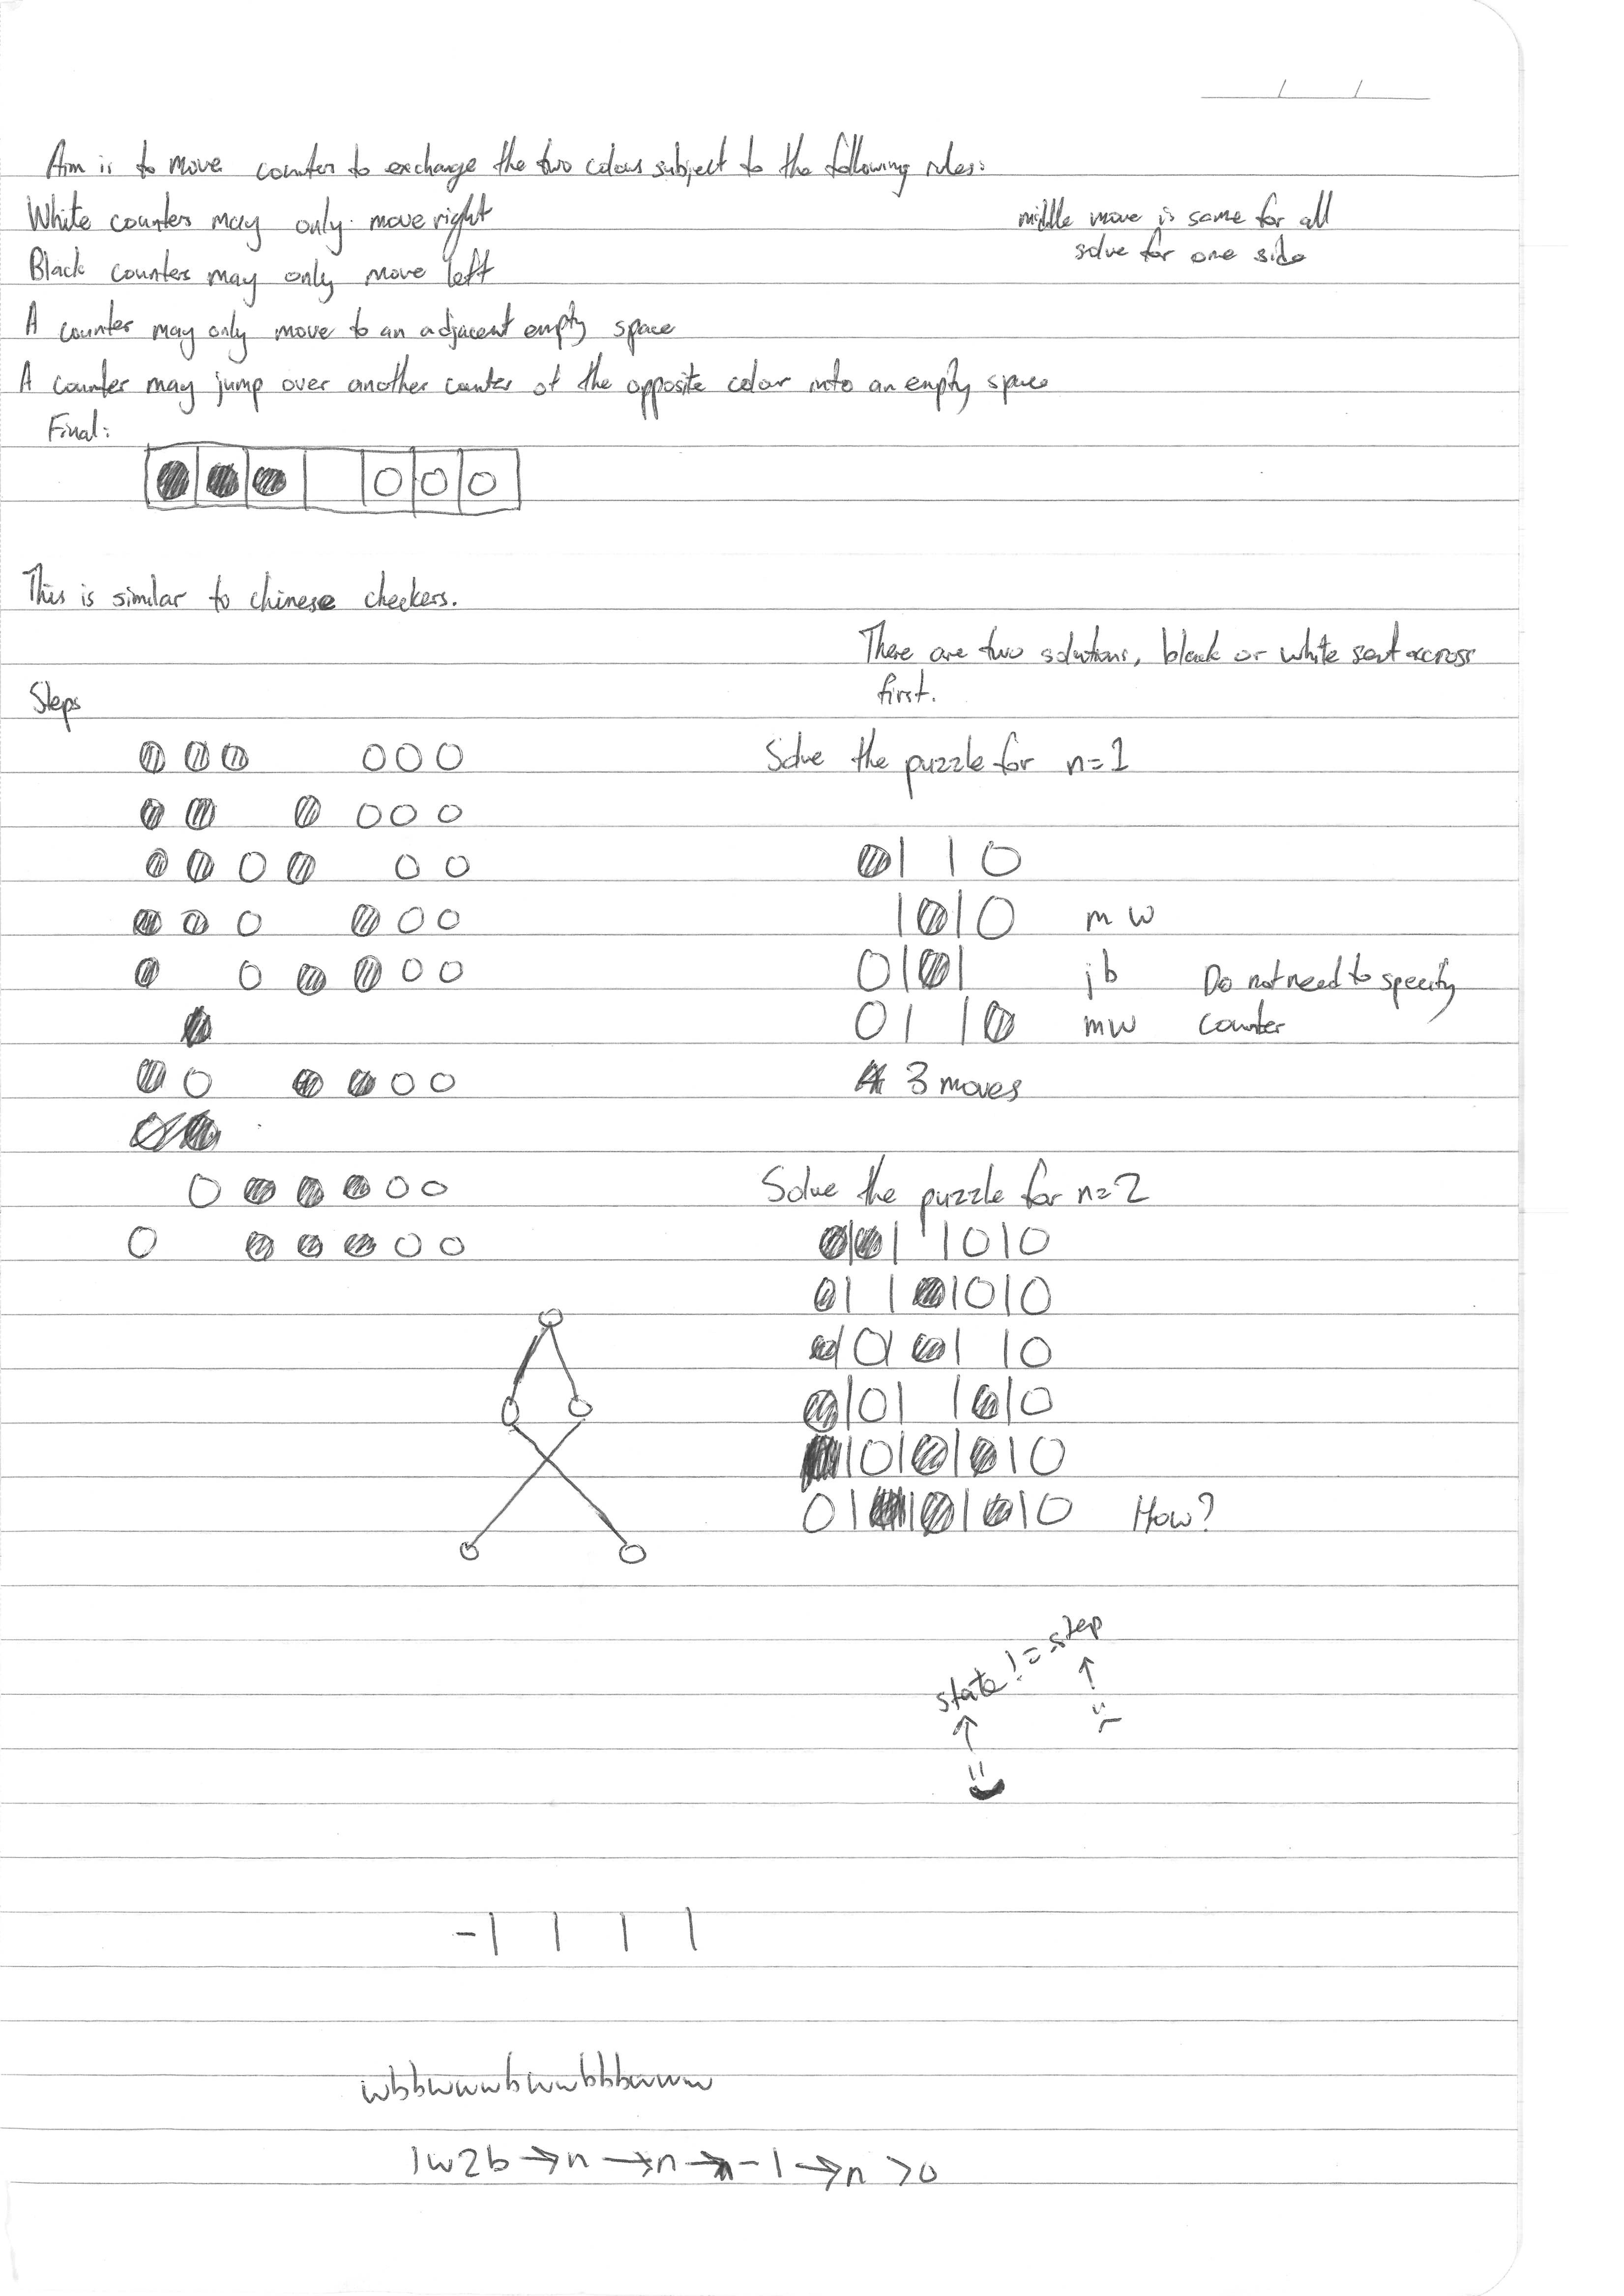 Aim is to move counter to exchange the two colours subject to the following rules:
White counters may only move right
middle move is same for all
solve for one side
Black counters may only move left
A counter may only move to an adjacent empty space
A counter may jump over another counter of the opposite color into an empty space
Final:
This is similar to chinese checkers.
There are two solutions, black or white sent across
first.
Steps
Solve the puzzle for n=1
m w
j b
Do not need to specify
counter
m w
3 moves
Solve the puzzle for n=2
How?
state != step
-| | | |
wbbwwwbwwbbbwww
1w2b → n → n → n-1 → n > 0